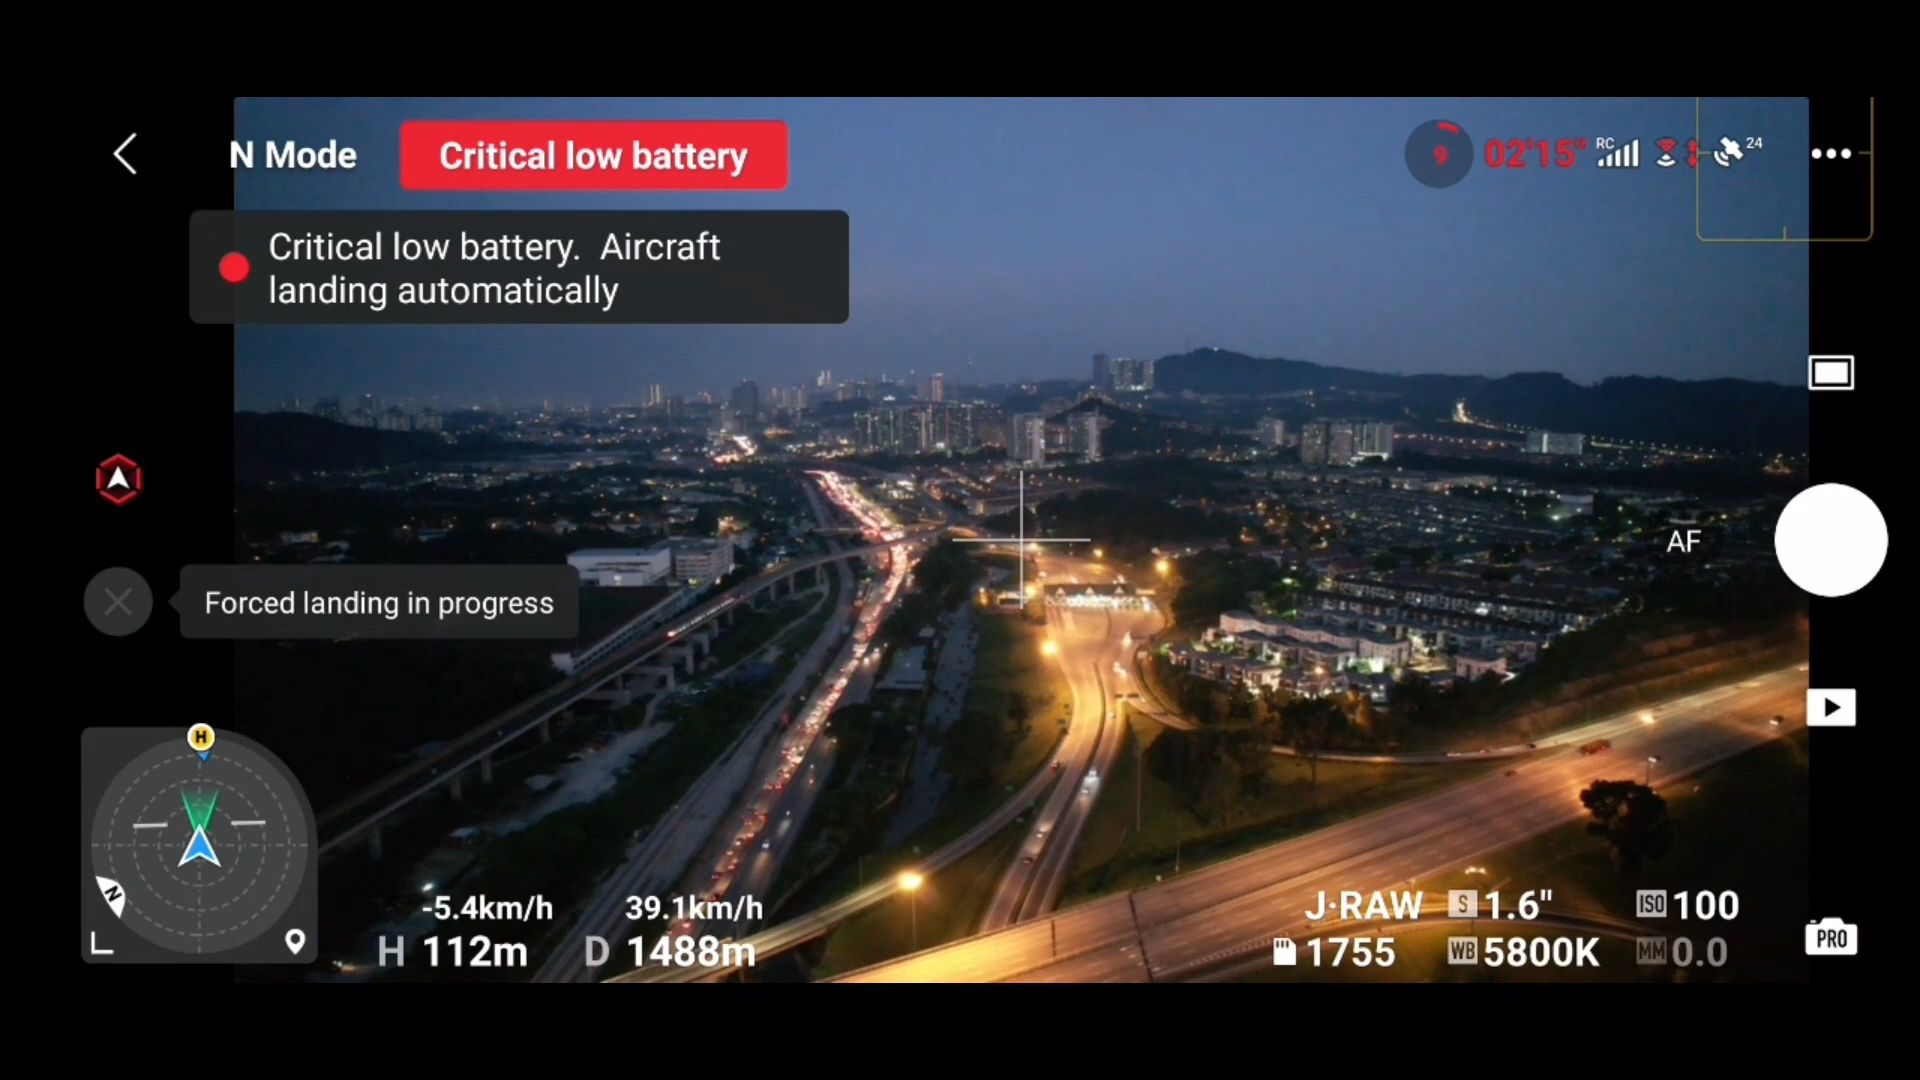 N Mode
Critical low battery
9
02'15"
RC
24
Critical low battery.  Aircraft
landing automatically
AF
Forced landing in progress
H
N
-5.4km/h
39.1km/h
H 112m
D 1488m
J·RAW
S 1.6"
ISO 100
1755
WB 5800K
MM 0.0
PRO